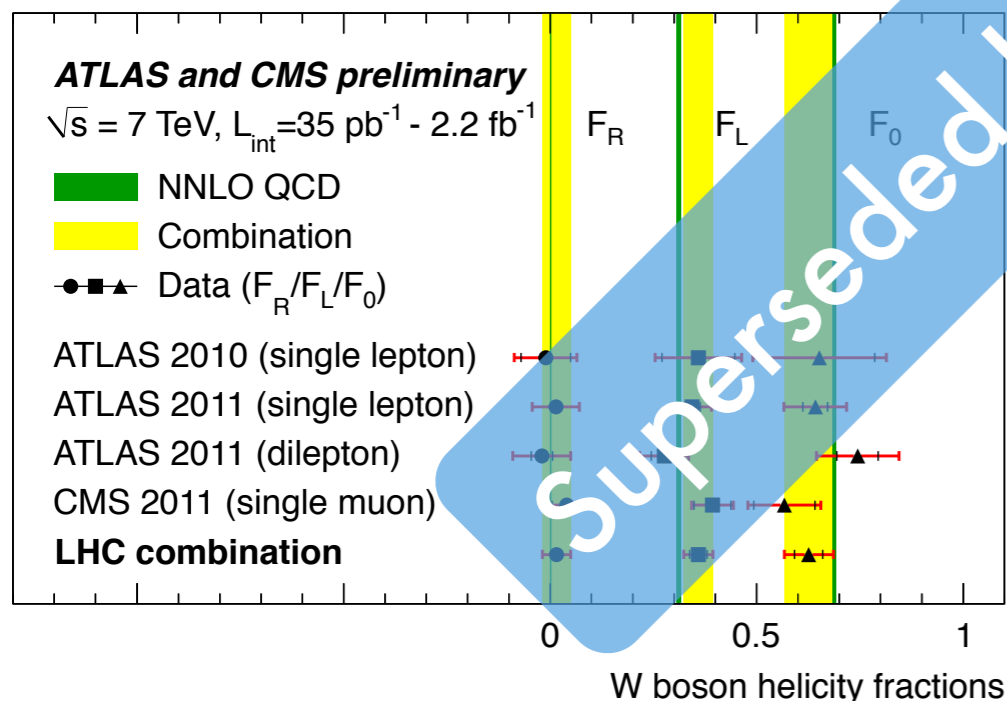 ATLAS and CMS preliminary
√s = 7 TeV, L_int=35 pb⁻¹ - 2.2 fb⁻¹
F_R F_L F_0
NNLO QCD
Combination
Data (F_R/F_L/F_0)
ATLAS 2010 (single lepton)
ATLAS 2011 (single lepton)
ATLAS 2011 (dilepton)
CMS 2011 (single muon)
LHC combination
Superseded
0 0.5 1
W boson helicity fractions